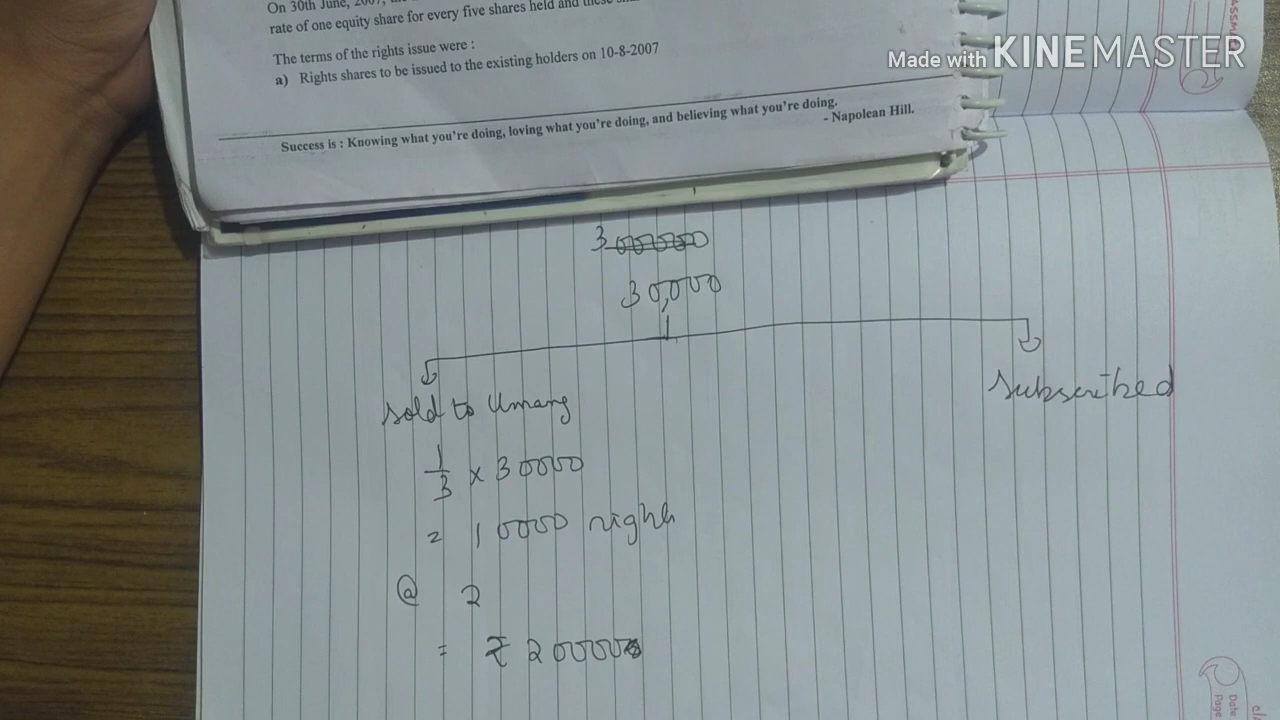 On 30th June, 2007, the
rate of one equity share for every five shares held and these
The terms of the rights issue were :
a) Rights shares to be issued to the existing holders on 10-8-2007
Success is : Knowing what you're doing, loving what you're doing, and believing what you're doing.
- Napolean Hill.
Made with KINEMASTER
30,000
sold to Umang
1/3 × 30000
= 10000 rights
@ 2
= ₹ 20000
Subscribed
Date
Page